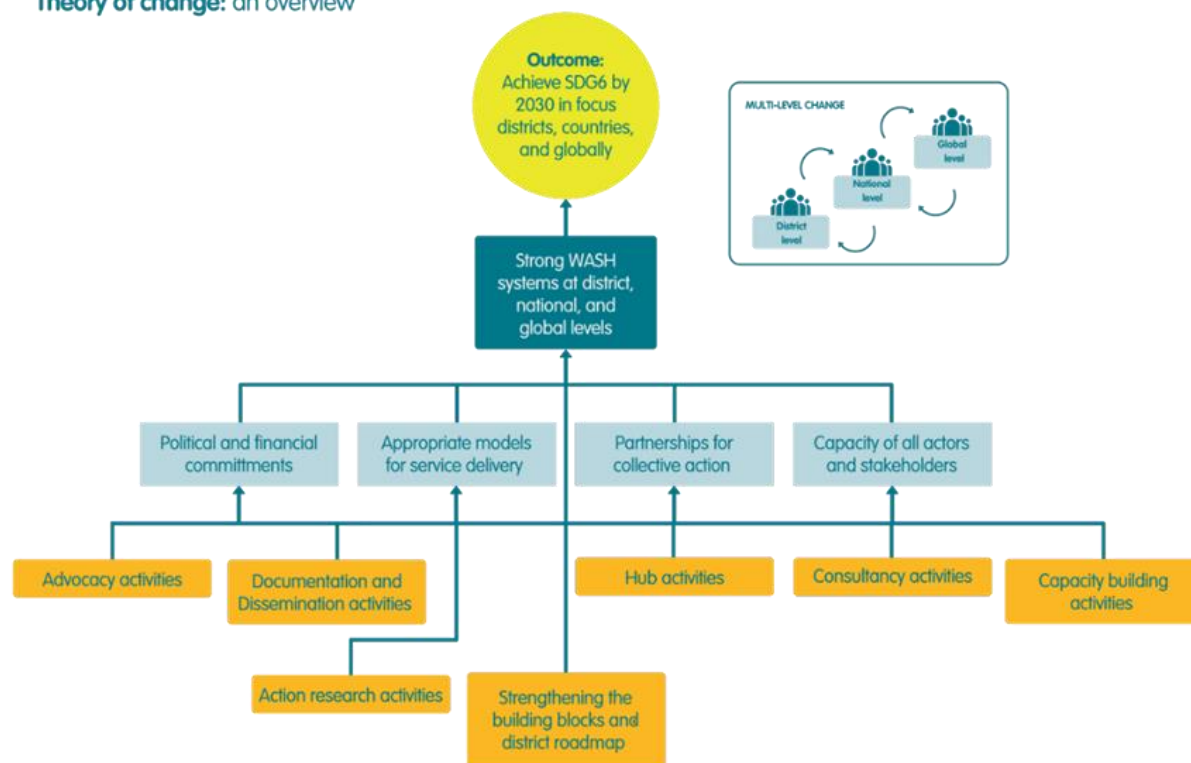 Theory of change: an overview
Outcome:
Achieve SDG6 by
2030 in focus
districts, countries,
and globally
MULTI-LEVEL CHANGE
Global
level
National
level
District
level
Strong WASH
systems at district,
national, and
global levels
Political and financial
committments
Appropriate models
for service delivery
Partnerships for
collective action
Capacity of all actors
and stakeholders
Advocacy activities
Documentation and
Dissemination activities
Hub activities
Consultancy activities
Capacity building
activities
Action research activities
Strengthening the
building blocks and
district roadmap